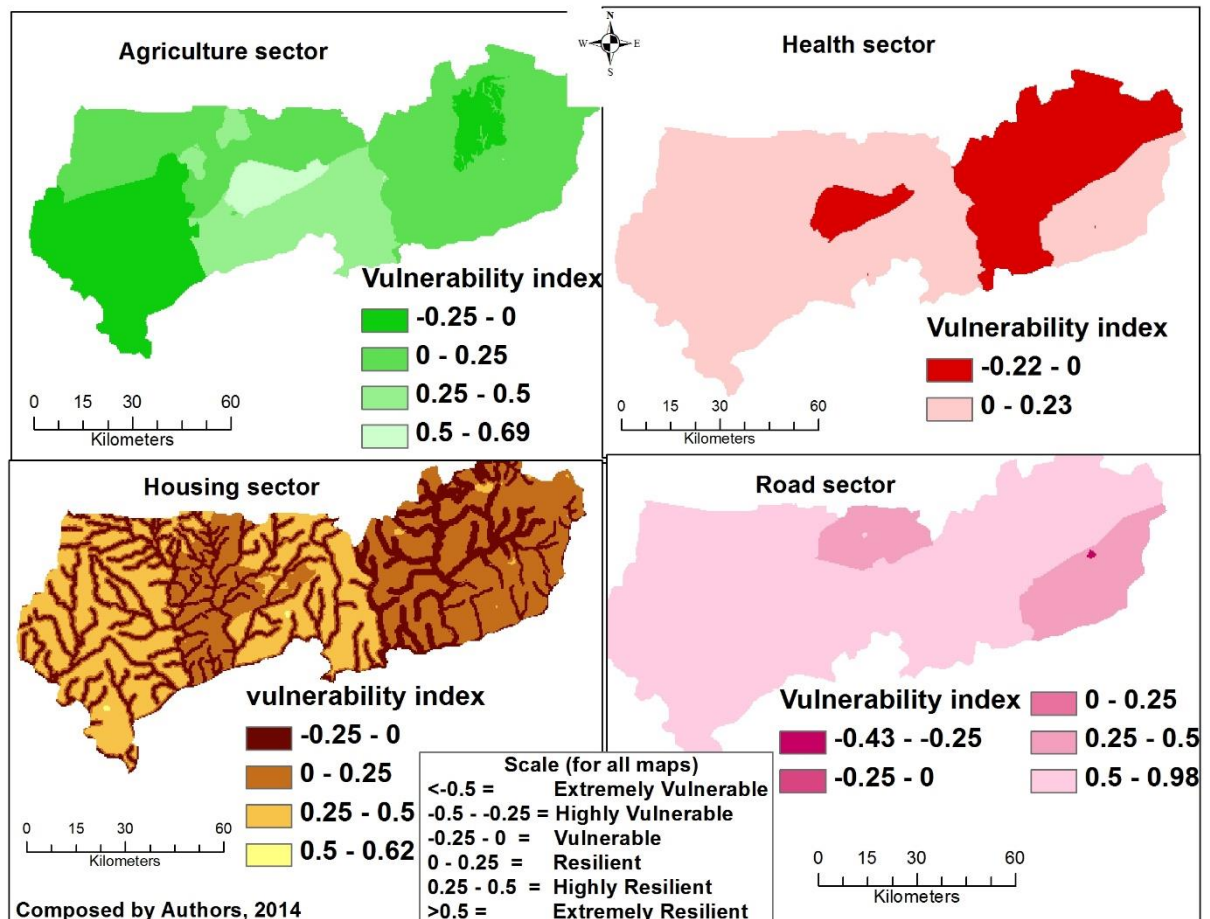 Agriculture sector
Vulnerability index
-0.25 - 0
0 - 0.25
0.25 - 0.5
0.5 - 0.69
0 15 30 60
Kilometers
N
W E
S
Health sector
Vulnerability index
-0.22 - 0
0 - 0.23
0 15 30 60
Kilometers
Housing sector
vulnerability index
-0.25 - 0
0 - 0.25
0.25 - 0.5
0.5 - 0.62
0 15 30 60
Kilometers
Composed by Authors, 2014
Road sector
Vulnerability index
-0.43 - -0.25
-0.25 - 0
0 - 0.25
0.25 - 0.5
0.5 - 0.98
0 15 30 60
Kilometers
Scale (for all maps)
<-0.5 = Extremely Vulnerable
-0.5 - -0.25 = Highly Vulnerable
-0.25 - 0 = Vulnerable
0 - 0.25 = Resilient
0.25 - 0.5 = Highly Resilient
>0.5 = Extremely Resilient